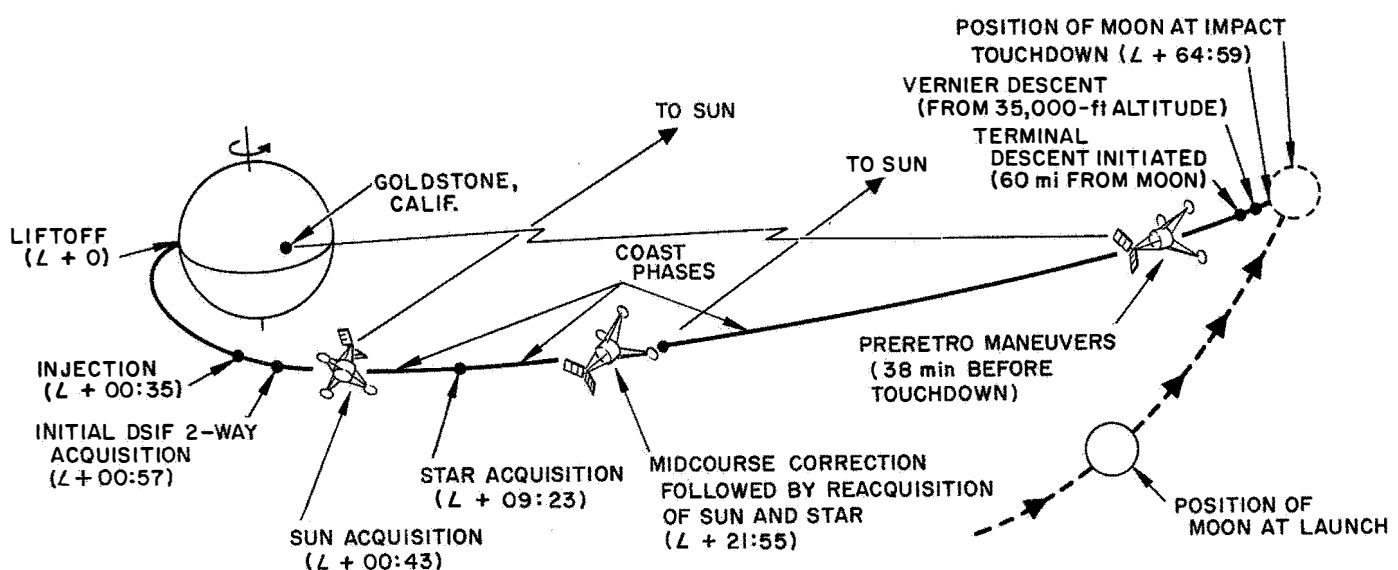 POSITION OF MOON AT IMPACT
TOUCHDOWN (L + 64:59)
VERNIER DESCENT
(FROM 35,000-ft ALTITUDE)
TERMINAL
DESCENT INITIATED
(60 mi FROM MOON)
TO SUN
TO SUN
GOLDSTONE,
CALIF.
LIFTOFF
(L + 0)
COAST
PHASES
INJECTION
(L + 00:35)
INITIAL DSIF 2-WAY
ACQUISITION
(L + 00:57)
SUN ACQUISITION
(L + 00:43)
STAR ACQUISITION
(L + 09:23)
MIDCOURSE CORRECTION
FOLLOWED BY REACQUISITION
OF SUN AND STAR
(L + 21:55)
PRERETRO MANEUVERS
(38 min BEFORE
TOUCHDOWN)
POSITION OF
MOON AT LAUNCH